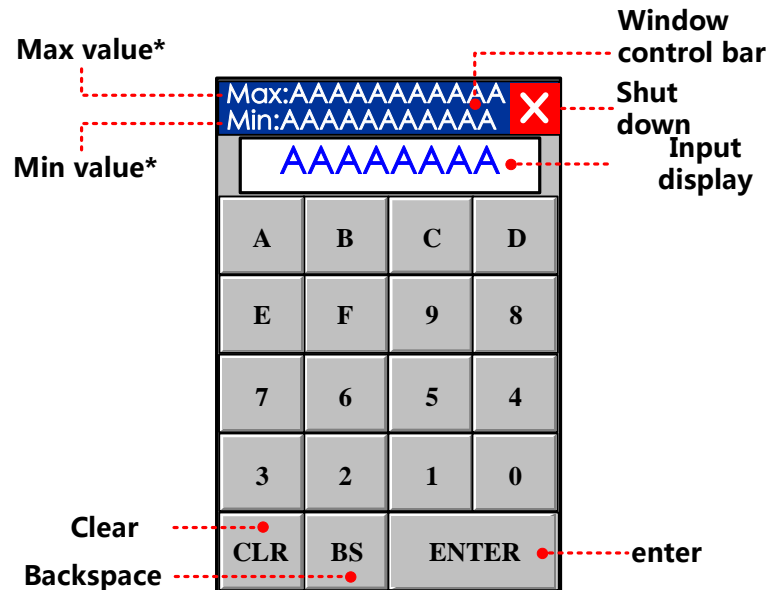 Window
control bar
Max value*
Max:AAAAAAAAAAA
Min:AAAAAAAAAAA
X
Shut
down
Min value*
AAAAAAAA
Input
display
A B C D
E F 9 8
7 6 5 4
3 2 1 0
Clear
CLR BS ENTER
enter
Backspace